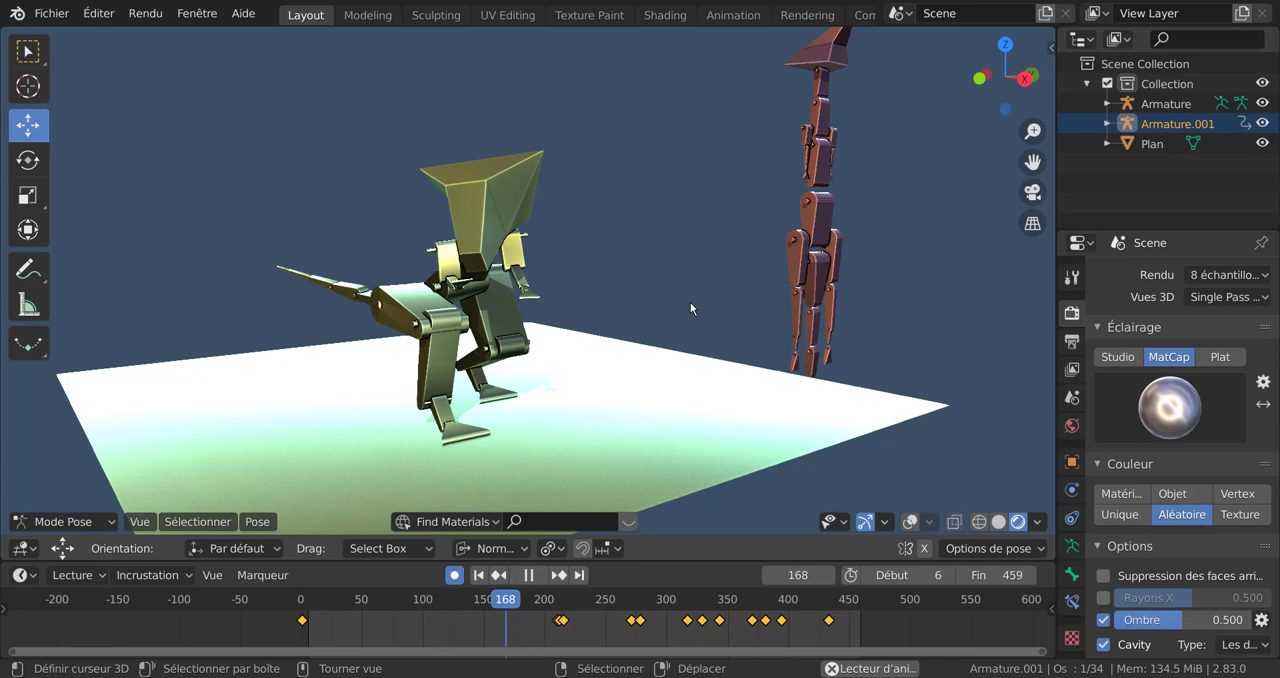 Fichier Éditer Rendu Fenêtre Aide Layout Modeling Sculpting UV Editing Texture Paint Shading Animation Rendering Scene View Layer
Scene Collection
Collection
Armature
Armature.001
Plan
Z
X
Y
Scene
Rendu 8 échantillo...
Vues 3D Single Pass ...
Éclairage
Studio MatCap Plat
Couleur
Matéri... Objet Vertex
Unique Aléatoire Texture
Options
Suppression des faces arri...
Rayons X 0.500
Ombre 0.500
Cavity Type: Les d...
Mode Pose Vue Sélectionner Pose Find Materials
Orientation: Par défaut Drag: Select Box Norm... X Options de pose
Lecture Incrustation Vue Marqueur 168 Début 6 Fin 459
-200 -150 -100 -50 0 50 100 150 168 200 250 300 350 400 450 500 550 600
Définir curseur 3D Sélectionner par boîte Tourner vue Sélectionner Déplacer Lecteur d'ani... Armature.001 | Os : 1/34 | Mem: 134.5 MiB | 2.83.0